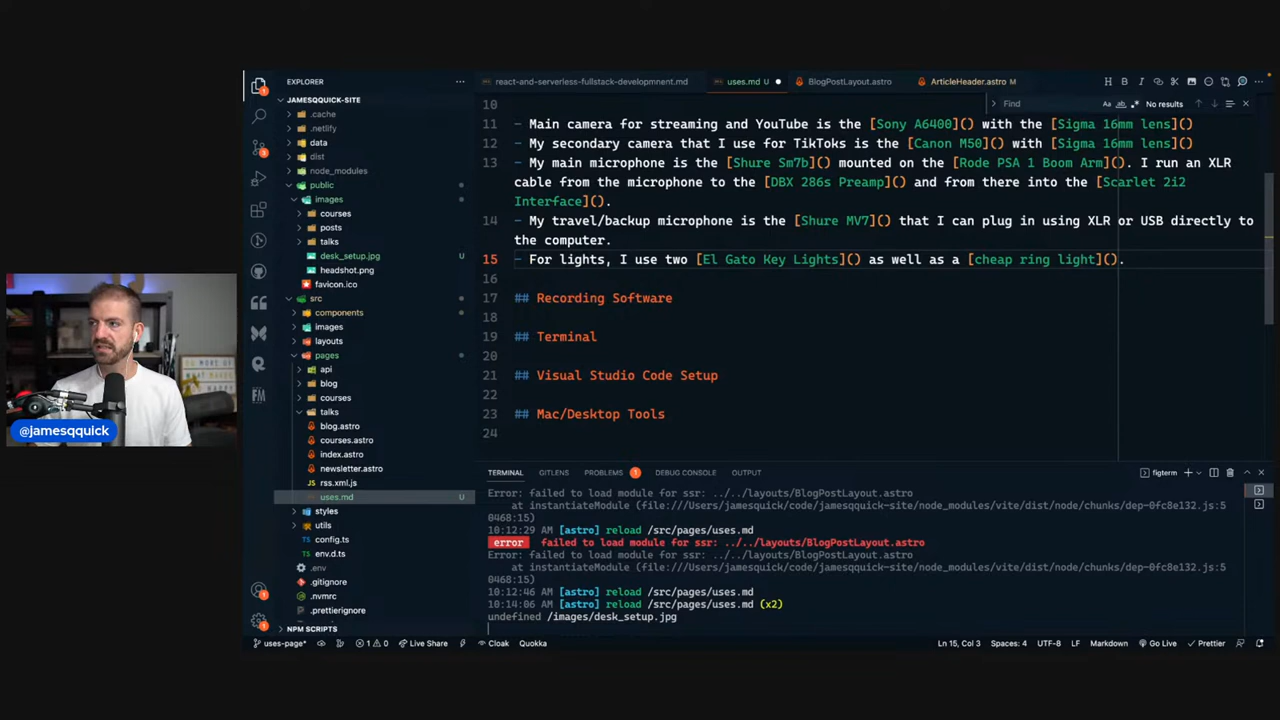 EXPLORER
JAMESQQUICK-SITE
.cache
.netlify
data
dist
node_modules
public
images
courses
posts
talks
desk_setup.jpg U
headshot.png
favicon.ico
src
components
images
layouts
pages
api
blog
courses
talks
blog.astro
courses.astro
index.astro
newsletter.astro
rss.xml.js
uses.md U
styles
utils
config.ts
env.d.ts
.env
.gitignore
.nvmrc
.prettierignore
NPM SCRIPTS
react-and-serverless-fullstack-developmnent.md
uses.md U
BlogPostLayout.astro
ArticleHeader.astro M
Find
No results
10
11 - Main camera for streaming and YouTube is the [Sony A6400]() with the [Sigma 16mm lens]()
12 - My secondary camera that I use for TikToks is the [Canon M50]() with [Sigma 16mm lens]()
13 - My main microphone is the [Shure Sm7b]() mounted on the [Rode PSA 1 Boom Arm](). I run an XLR
cable from the microphone to the [DBX 286s Preamp]() and from there into the [Scarlet 2i2
Interface]().
14 - My travel/backup microphone is the [Shure MV7]() that I can plug in using XLR or USB directly to
the computer.
15 - For lights, I use two [El Gato Key Lights]() as well as a [cheap ring light]().
16
17 ## Recording Software
18
19 ## Terminal
20
21 ## Visual Studio Code Setup
22
23 ## Mac/Desktop Tools
24
TERMINAL GITLENS PROBLEMS 1 DEBUG CONSOLE OUTPUT
figterm
Error: failed to load module for ssr: ../../layouts/BlogPostLayout.astro
at instantiateModule (file:///Users/jamesqquick/code/jamesqquick-site/node_modules/vite/dist/node/chunks/dep-0fc8e132.js:5
0468:15)
10:12:29 AM [astro] reload /src/pages/uses.md
error failed to load module for ssr: ../../layouts/BlogPostLayout.astro
Error: failed to load module for ssr: ../../layouts/BlogPostLayout.astro
at instantiateModule (file:///Users/jamesqquick/code/jamesqquick-site/node_modules/vite/dist/node/chunks/dep-0fc8e132.js:5
0468:15)
10:12:46 AM [astro] reload /src/pages/uses.md
10:14:06 AM [astro] reload /src/pages/uses.md (x2)
undefined /images/desk_setup.jpg
uses-page* 1 0 Live Share Cloak Quokka
Ln 15, Col 3 Spaces: 4 UTF-8 LF Markdown Go Live Prettier
@jamesqquick